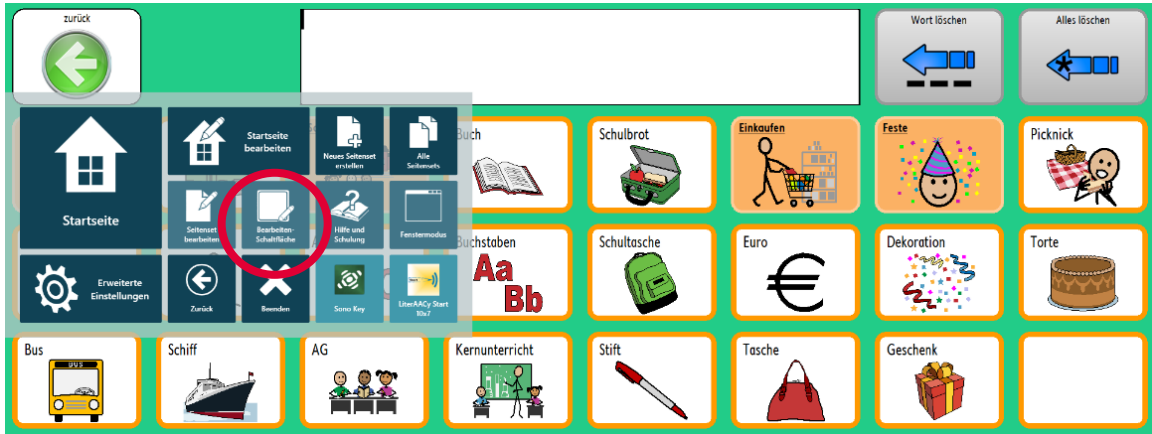 zurück
Wort löschen
Alles löschen
Startseite
Startseite
bearbeiten
Neues Seitenset
erstellen
Alle
Seitensets
Seitenset
bearbeiten
Bearbeiten-
Schaltfläche
Hilfe und
Schulung
Fenstermodus
Erweiterte
Einstellungen
Zurück
Beenden
Sono Key
LiterAACy Start
10x7
Buch
Schulbrot
Einkaufen
Feste
Picknick
Buchstaben
Aa
Bb
Schultasche
Euro
€
Dekoration
Torte
Bus
BUS
Schiff
AG
Kernunterricht
Stift
Tasche
Geschenk